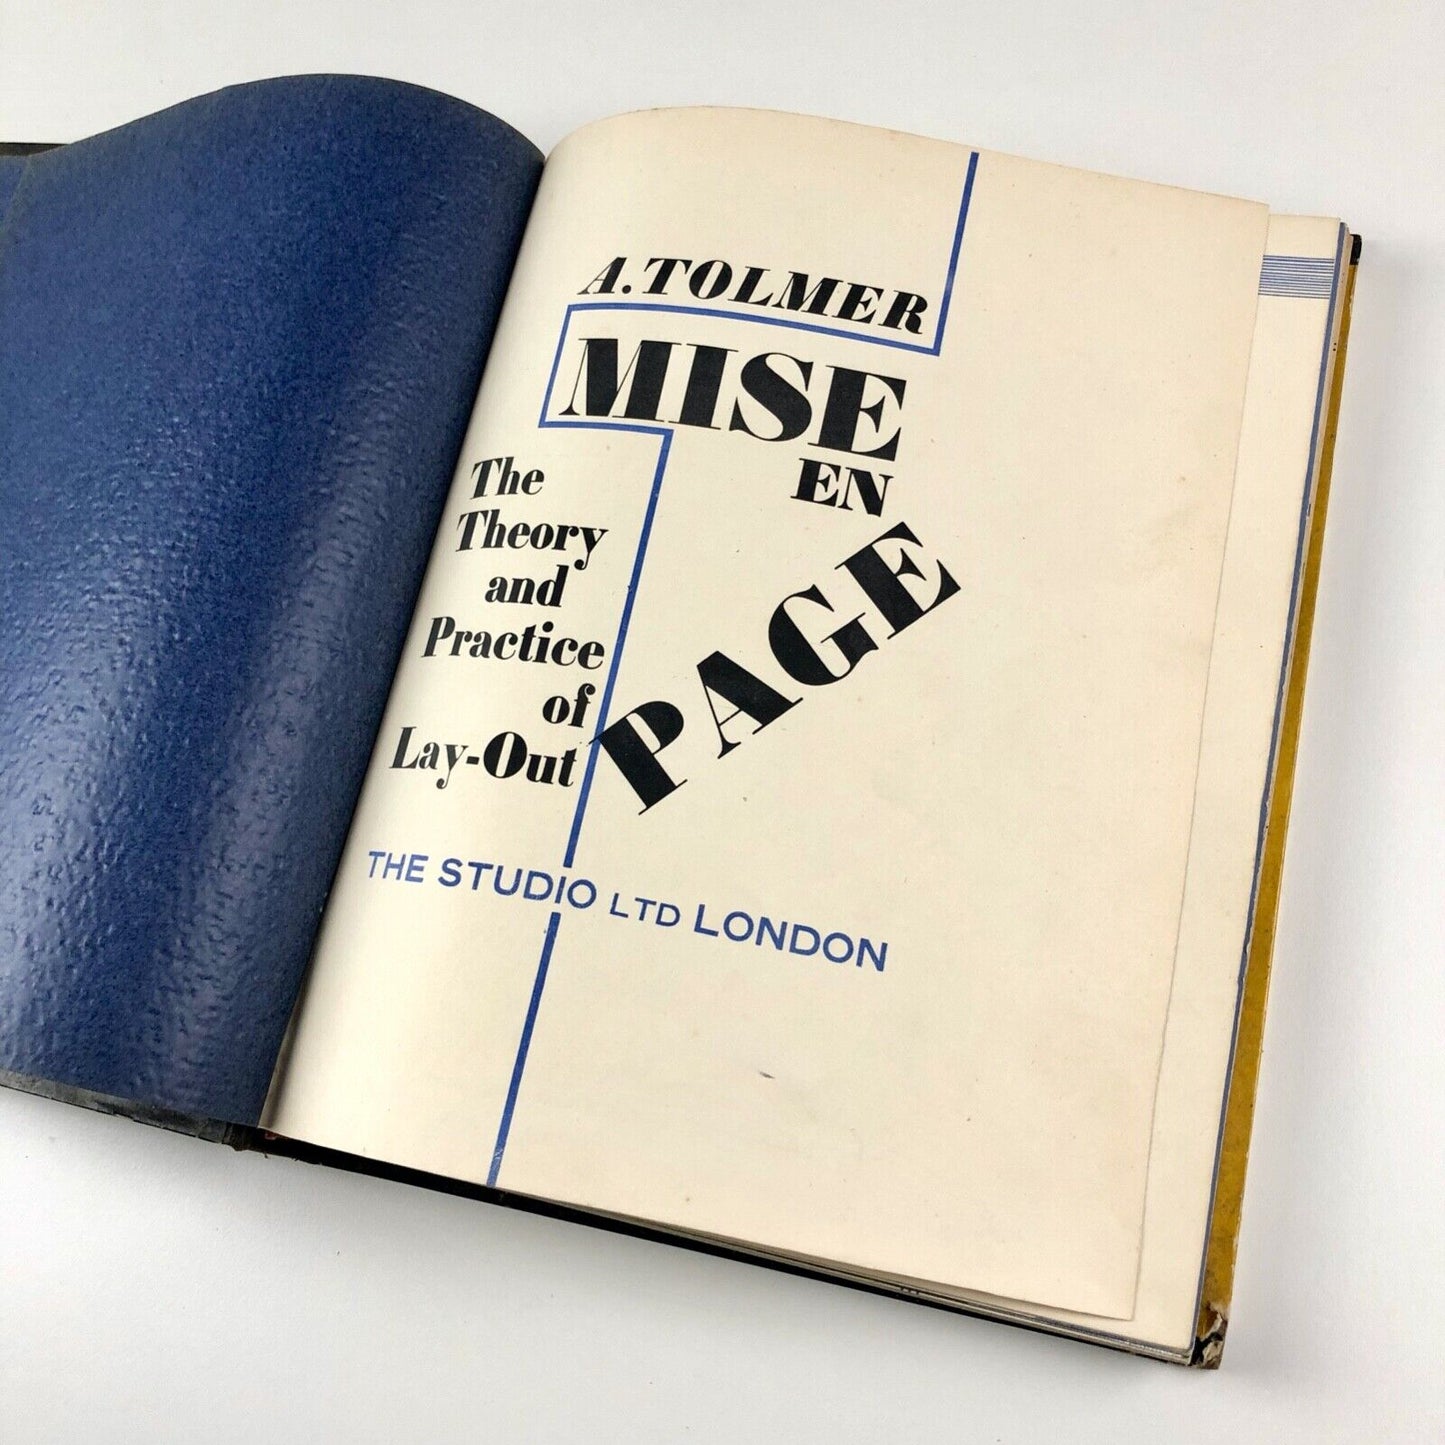 A. TOLMER
MISE
EN
PAGE
The
Theory
and
Practice
of
Lay-Out
THE STUDIO LTD LONDON